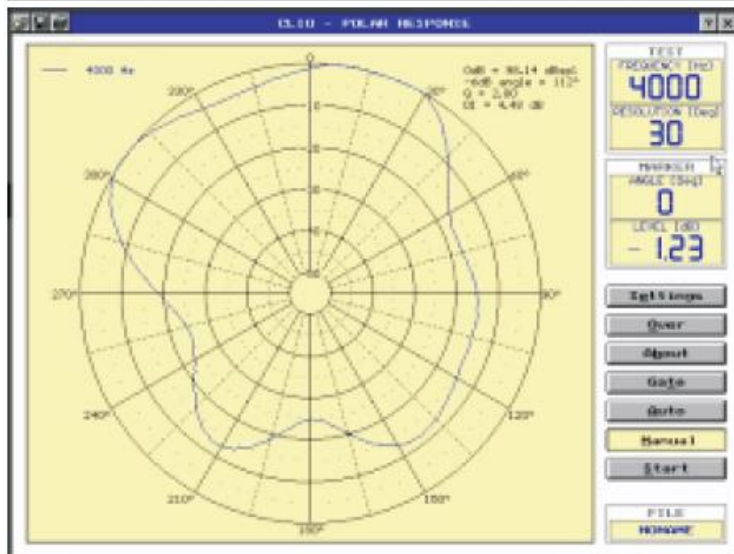 CLIO - POLAR RESPONSE
4000 Hz
0dB = dBspl
-6dB angle = 112°
Q = 2.80
DI = 4.48 dB
0
330°
30°
300°
60°
270°
90°
240°
120°
210°
150°
180°
TEST
FREQUENCY [Hz]
4000
RESOLUTION [Deg]
30
MARKER
ANGLE [Deg]
0
LEVEL [dB]
-1.23
Settings
Over
About
Gate
Auto
Manual
Start
FILE
NONAME